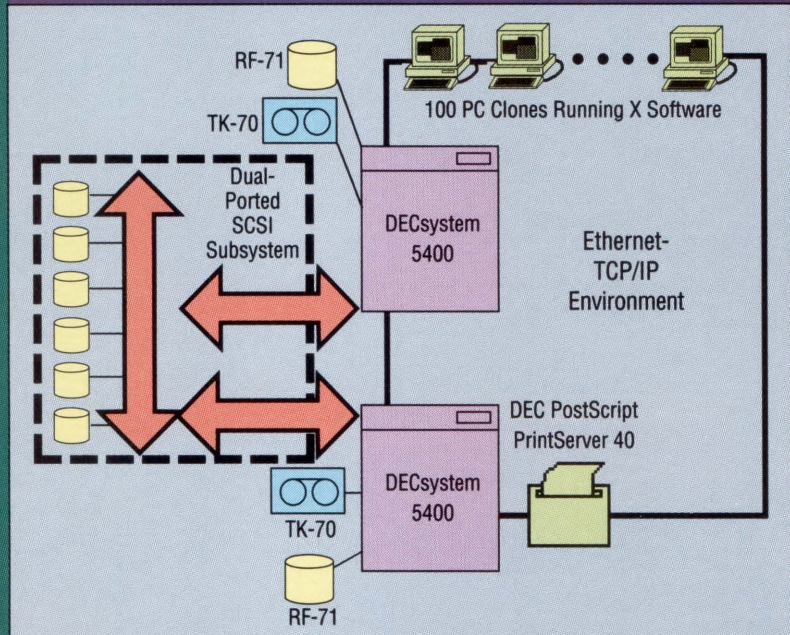 RF-71
TK-70
100 PC Clones Running X Software
Dual-
Ported
SCSI
Subsystem
DECsystem
5400
Ethernet-
TCP/IP
Environment
DEC PostScript
PrintServer 40
DECsystem
5400
TK-70
RF-71